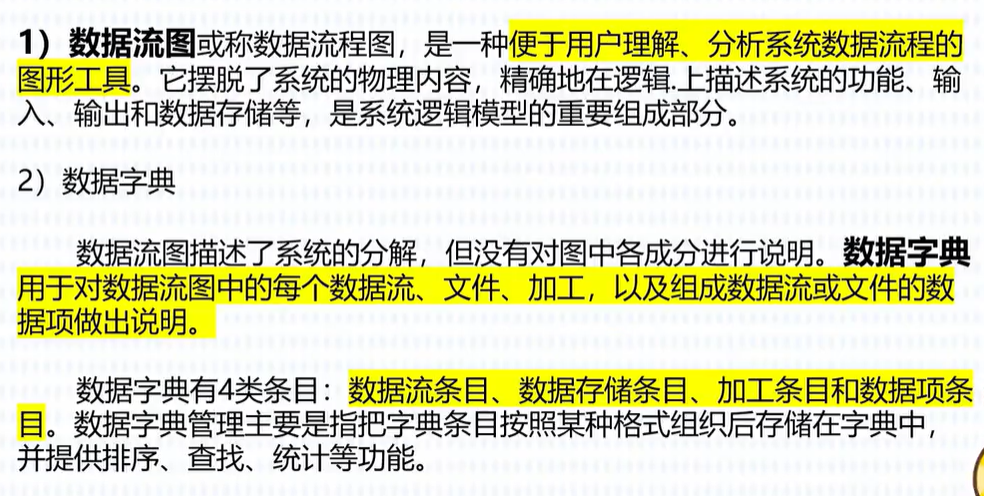 1）数据流图或称数据流程图，是一种便于用户理解、分析系统数据流程的
图形工具。它摆脱了系统的物理内容，精确地在逻辑.上描述系统的功能、输
入、输出和数据存储等，是系统逻辑模型的重要组成部分。
2）数据字典
数据流图描述了系统的分解，但没有对图中各成分进行说明。数据字典
用于对数据流图中的每个数据流、文件、加工，以及组成数据流或文件的数
据项做出说明。
数据字典有4类条目：数据流条目、数据存储条目、加工条目和数据项条
目。数据字典管理主要是指把字典条目按照某种格式组织后存储在字典中，
并提供排序、查找、统计等功能。